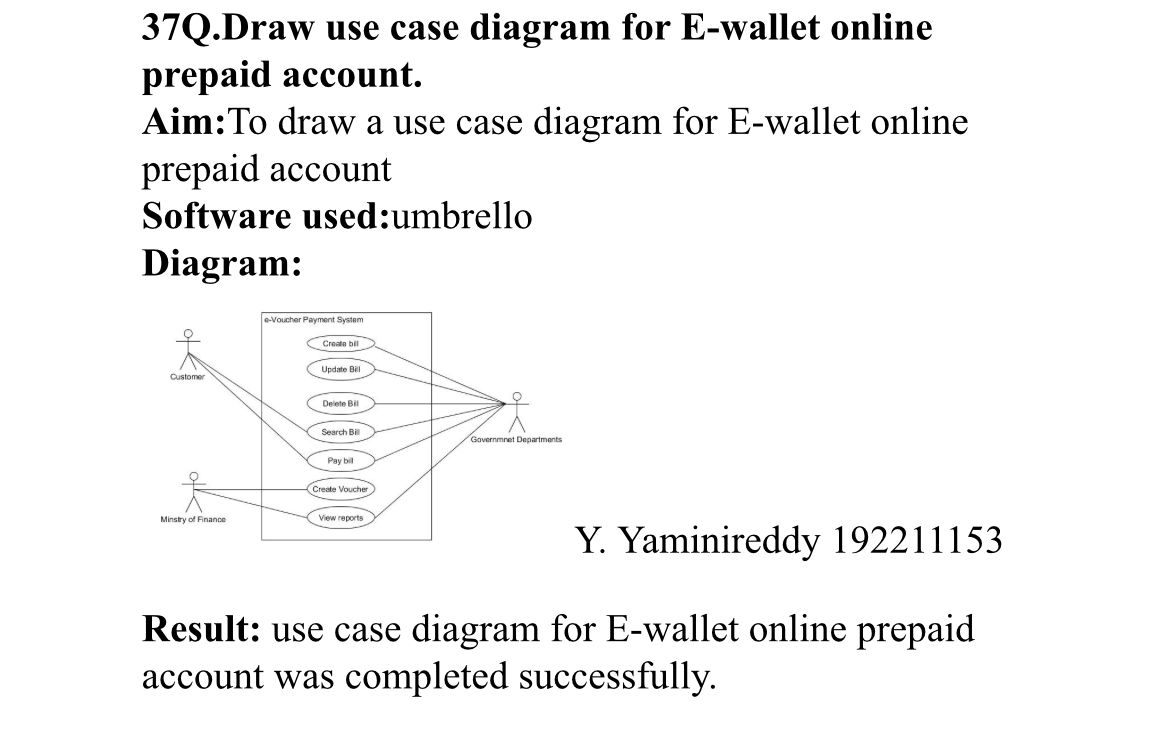 37Q.Draw use case diagram for E-wallet online
prepaid account.
Aim:To draw a use case diagram for E-wallet online
prepaid account
Software used:umbrello
Diagram:
e-Voucher Payment System
Create bill
Update Bill
Customer
Delete Bill
Search Bill
Governmnet Departments
Pay bill
Create Voucher
View reports
Minstry of Finance
Y. Yaminireddy 192211153
Result: use case diagram for E-wallet online prepaid
account was completed successfully.